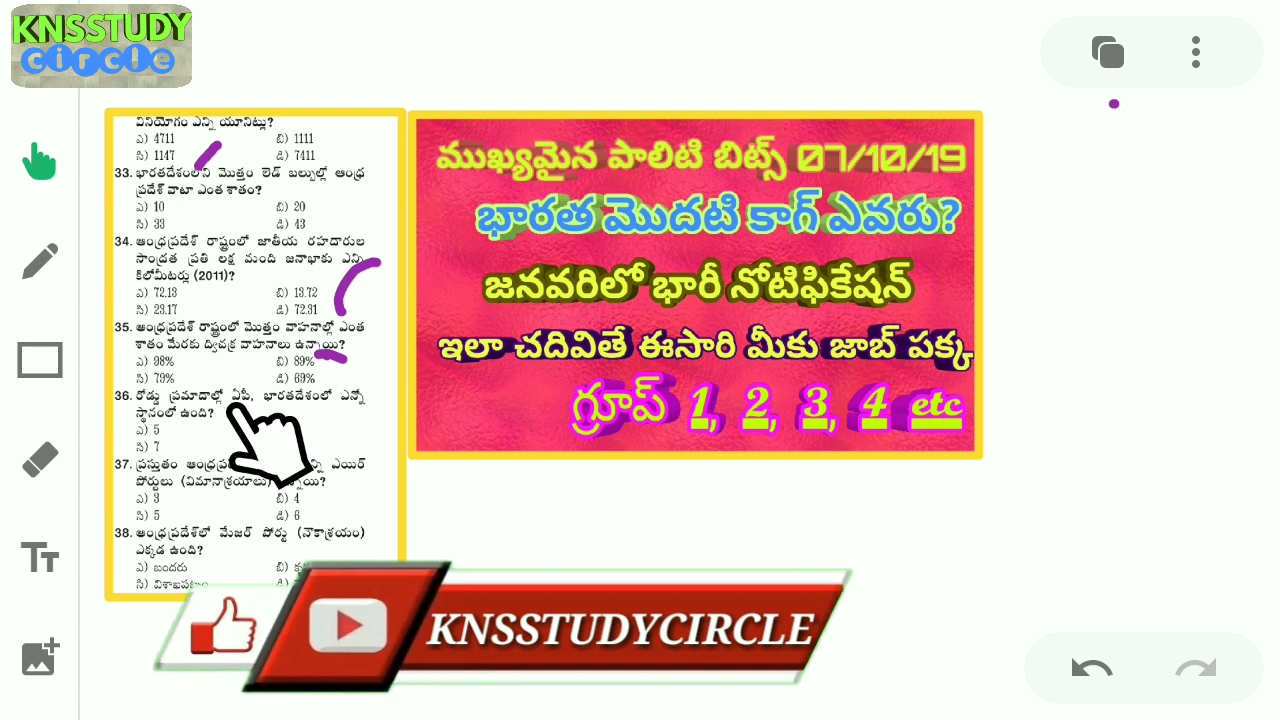 KNSSTUDY
circle
వినియోగం ఎన్ని యూనిట్లు?
ఎ) 4711 బి) 1111
సి) 1147 డి) 7411
33. భారతదేశంలోని మొత్తం లెడ్ బల్బుల్లో ఆంధ్ర
ప్రదేశ్ వాటా ఎంత శాతం?
ఎ) 10 బి) 20
సి) 33 డి) 43
34. ఆంధ్రప్రదేశ్ రాష్ట్రంలో జాతీయ రహదారుల
సాంద్రత ప్రతి లక్ష మంది జనాభాకు ఎన్ని
కిలోమీటర్లు (2011)?
ఎ) 72.13 బి) 13.72
సి) 23.17 డి) 72.31
35. ఆంధ్రప్రదేశ్ రాష్ట్రంలో మొత్తం వాహనాల్లో ఎంత
శాతం మేరకు ద్విచక్ర వాహనాలు ఉన్నాయి?
ఎ) 98% బి) 89%
సి) 79% డి) 69%
36. రోడ్డు ప్రమాదాల్లో ఏపీ, భారతదేశంలో ఎన్నో
స్థానంలో ఉంది?
ఎ) 5
సి) 7
37. ప్రస్తుతం ఎయిర్
పోర్టులు (విమానాశ్రయాలు)
ఎ) 3 బి) 4
సి) 5 డి) 6
38. ఆంధ్రప్రదేశ్‌లో మేజర్ పోర్టు (నౌకాశ్రయం)
ఎక్కడ ఉంది?
ఎ) బందరు బి)
సి) విశాఖపట్నం డి)
ముఖ్యమైన పాలిటి బిట్స్ 07/10/19
భారత మొదటి కాగ్ ఎవరు?
జనవరిలో భారీ నోటిఫికేషన్
ఇలా చదివితే ఈసారి మీకు జాబ్ పక్క
గ్రూప్ 1, 2, 3, 4 etc
KNSSTUDYCIRCLE